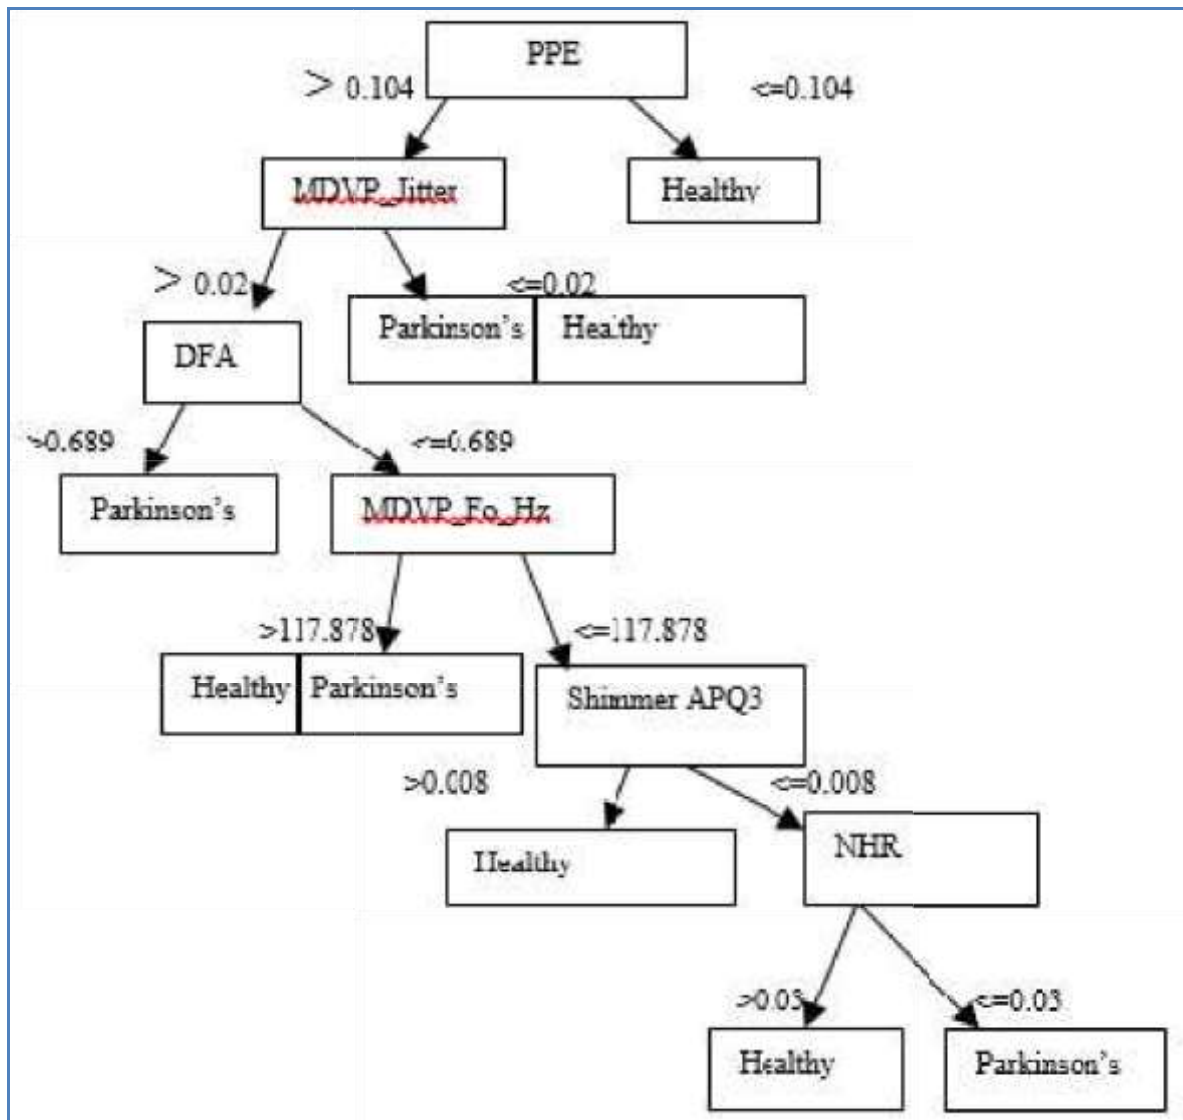 PPE
> 0.104
<=0.104
MDVP_Jitter
Healthy
> 0.02
<=0.02
Parkinson's
Healthy
DFA
>0.689
<=0.689
Parkinson's
MDVP_Fo_Hz
>117.878
<=117.878
Healthy
Parkinson's
Shimmer APQ3
>0.008
<=0.008
Healthy
NHR
>0.03
<=0.03
Healthy
Parkinson's